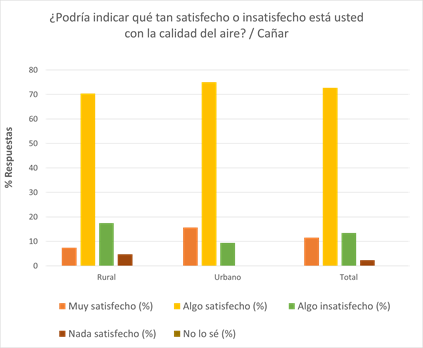 ¿Podría indicar qué tan satisfecho o insatisfecho está usted
con la calidad del aire? / Cañar
% Respuestas
80
70
60
50
40
30
20
10
0
Rural
Urbano
Total
Muy satisfecho (%)
Algo satisfecho (%)
Algo insatisfecho (%)
Nada satisfecho (%)
No lo sé (%)